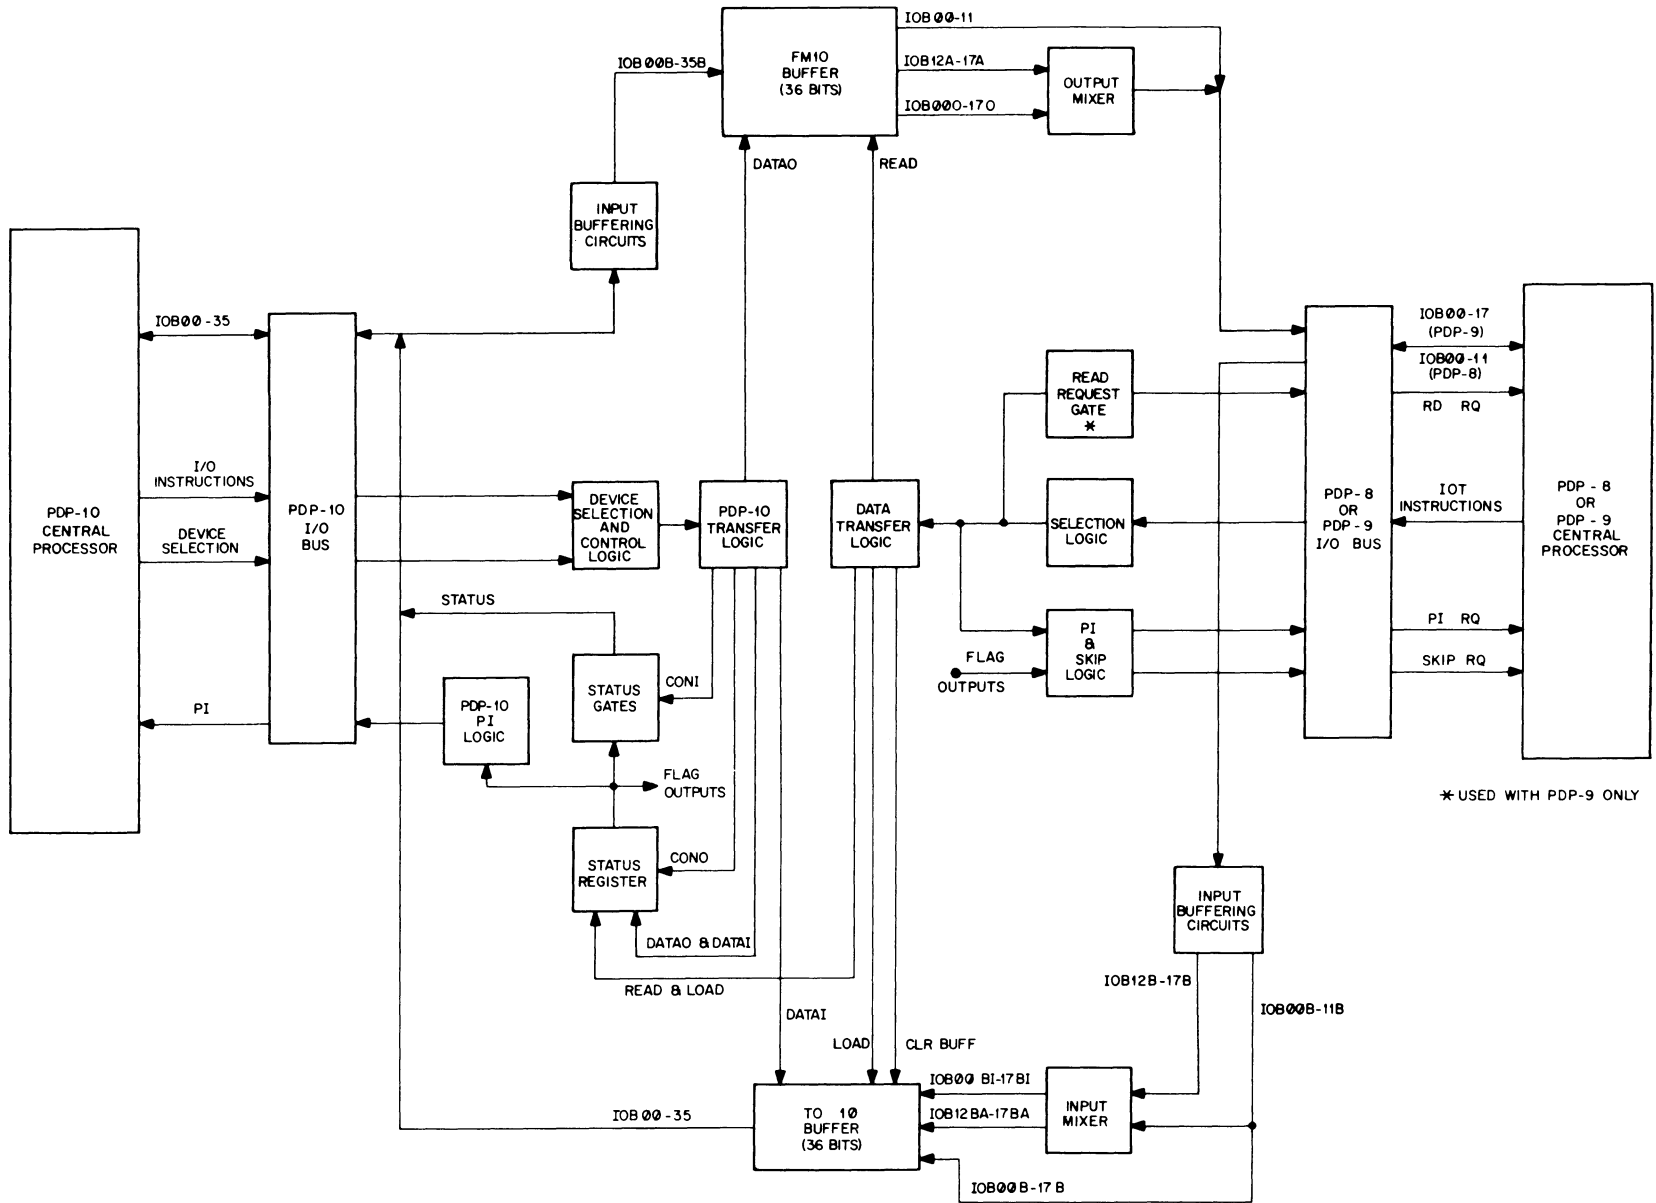 IOB00-11
FM10
BUFFER
(36 BITS)
IOB00B-35B
IOB12A-17A
OUTPUT
MIXER
IOB00O-17O
DATAO
READ
INPUT
BUFFERING
CIRCUITS
IOB00-35
IOB00-17
(PDP-9)
IOB00-11
(PDP-8)
READ
REQUEST
GATE
*
RD RQ
I/O
INSTRUCTIONS
DEVICE
SELECTION
PDP-10
CENTRAL
PROCESSOR
PDP-10
I/O
BUS
DEVICE
SELECTION
AND
CONTROL
LOGIC
PDP-10
TRANSFER
LOGIC
DATA
TRANSFER
LOGIC
SELECTION
LOGIC
PDP-8
OR
PDP-9
I/O BUS
IOT
INSTRUCTIONS
PDP-8
OR
PDP-9
CENTRAL
PROCESSOR
STATUS
PI
&
SKIP
LOGIC
FLAG
OUTPUTS
PI RQ
SKIP RQ
STATUS
GATES
CONI
PI
PDP-10
PI
LOGIC
FLAG
OUTPUTS
* USED WITH PDP-9 ONLY
STATUS
REGISTER
CONO
DATAO & DATAI
READ & LOAD
INPUT
BUFFERING
CIRCUITS
IOB12B-17B
IOB00B-11B
DATAI
LOAD
CLR BUFF
IOB00 BI-17BI
IOB12BA-17BA
INPUT
MIXER
IOB00-35
TO 10
BUFFER
(36 BITS)
IOB00B-17B